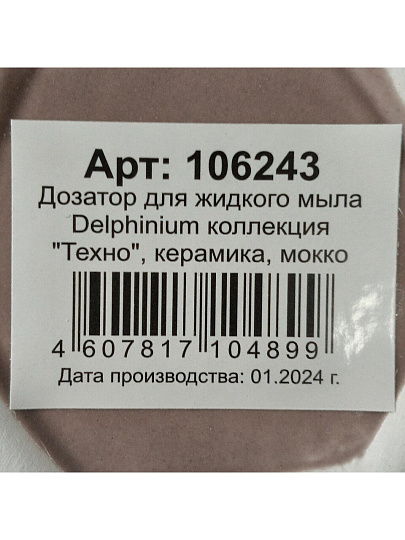 Арт: 106243
Дозатор для жидкого мыла
Delphinium коллекция
"Техно", керамика, мокко
4 607817 104899
Дата производства: 01.2024 г.